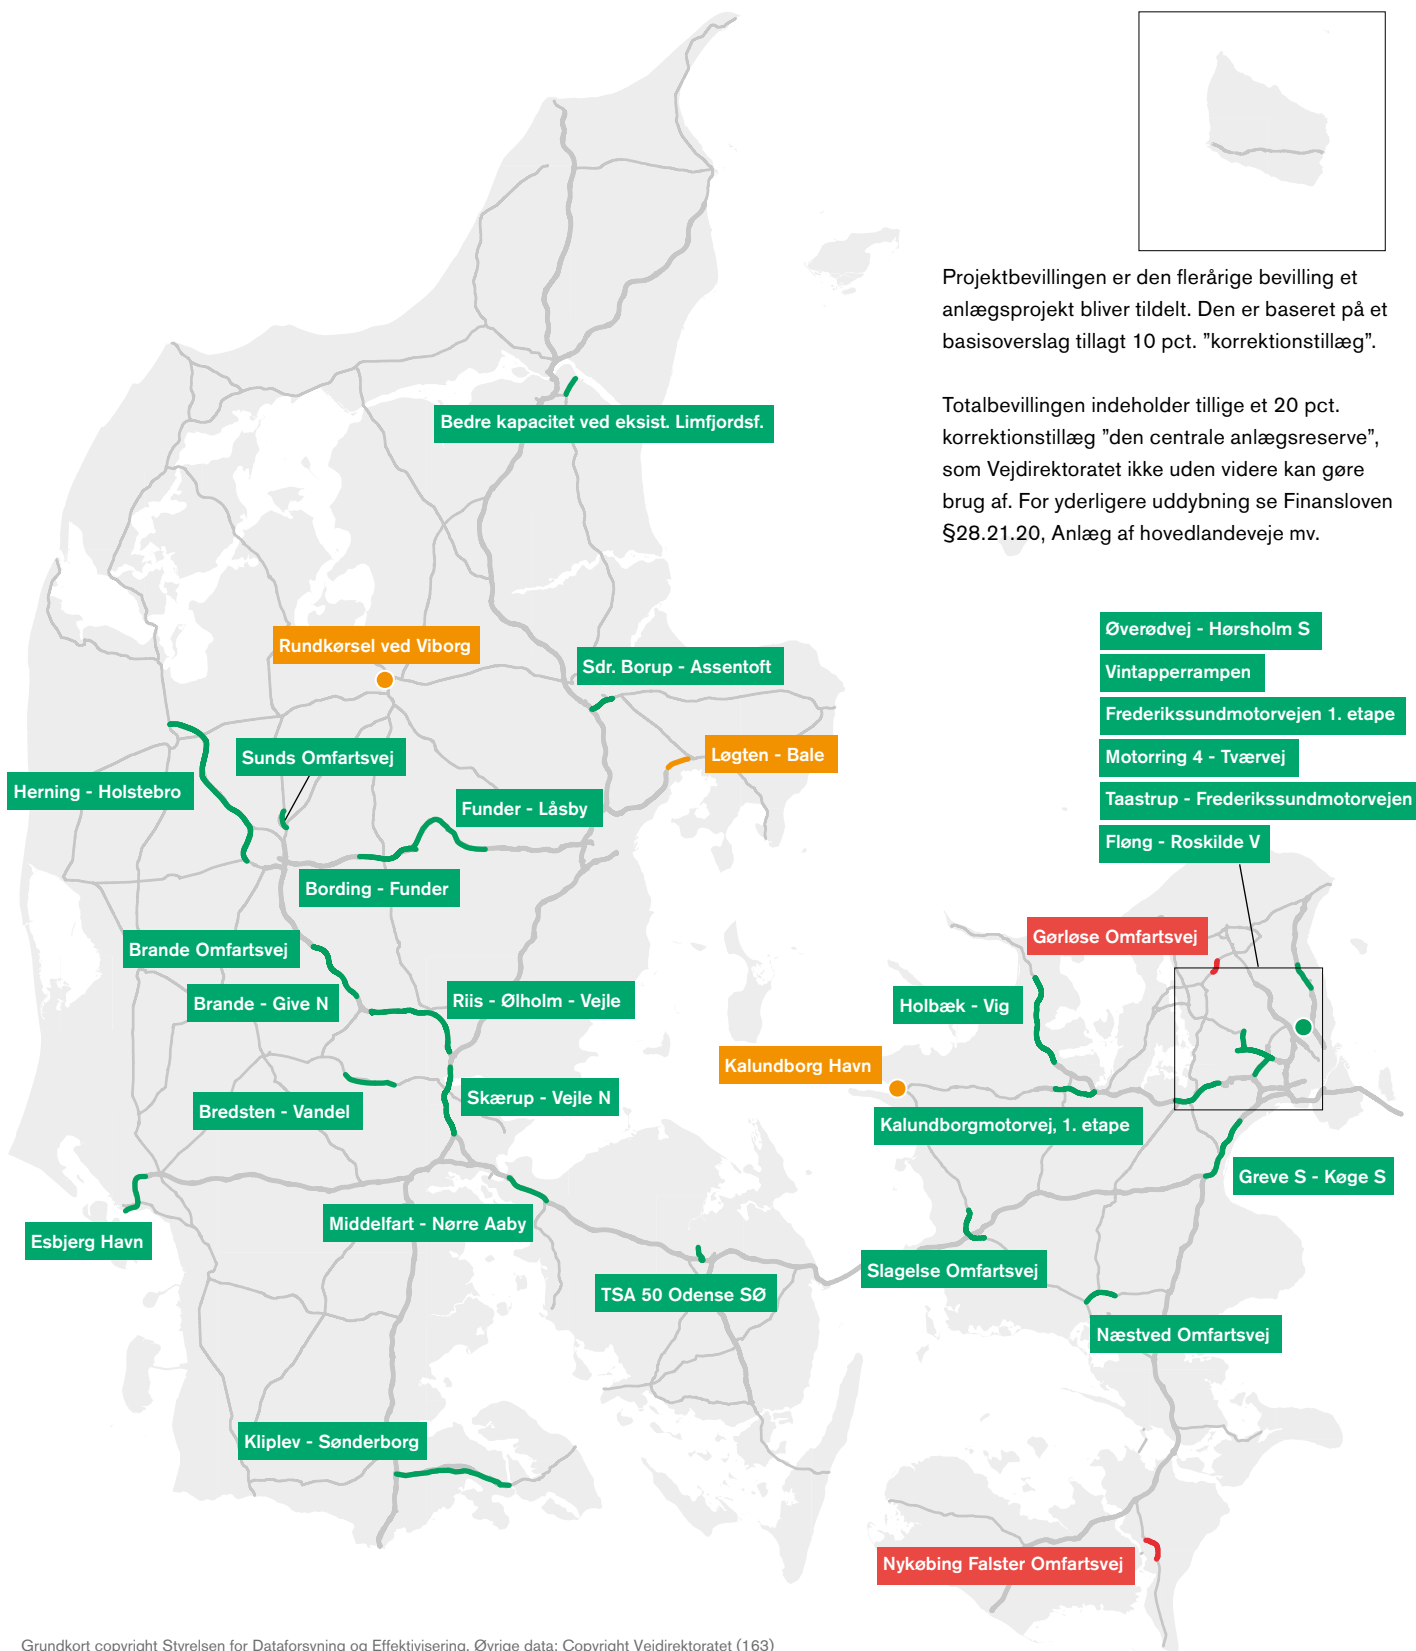 Projektbevillingen er den flerårige bevilling et
anlægsprojekt bliver tildelt. Den er baseret på et
basisoverslag tillagt 10 pct. ”korrektionstillæg”.
Totalbevillingen indeholder tillige et 20 pct.
korrektionstillæg ”den centrale anlægsreserve”,
som Vejdirektoratet ikke uden videre kan gøre
brug af. For yderligere uddybning se Finansloven
§28.21.20, Anlæg af hovedlandeveje mv.
Bedre kapacitet ved eksist. Limfjordsf.
Rundkørsel ved Viborg
Sdr. Borup - Assentoft
Sunds Omfartsvej
Løgten - Bale
Herning - Holstebro
Funder - Låsby
Bording - Funder
Øverødvej - Hørsholm S
Vintapperrampen
Frederikssundmotorvejen 1. etape
Motorring 4 - Tværvej
Taastrup - Frederikssundmotorvejen
Fløng - Roskilde V
Brande Omfartsvej
Brande - Give N
Riis - Ølholm - Vejle
Gørløse Omfartsvej
Holbæk - Vig
Kalundborg Havn
Skærup - Vejle N
Bredsten - Vandel
Kalundborgmotorvej, 1. etape
Greve S - Køge S
Middelfart - Nørre Aaby
Esbjerg Havn
Slagelse Omfartsvej
TSA 50 Odense SØ
Næstved Omfartsvej
Kliplev - Sønderborg
Nykøbing Falster Omfartsvej
Grundkort copyright Styrelsen for Dataforsyning og Effektivisering. Øvrige data: Copyright Vejdirektoratet (163)